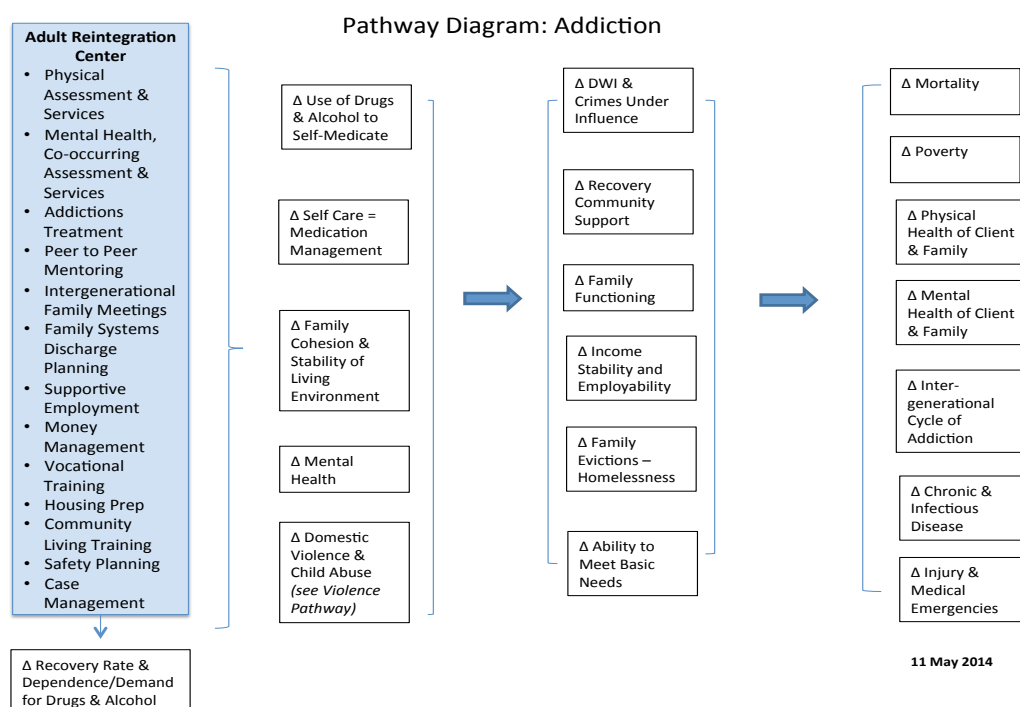 Pathway Diagram: Addiction
Adult Reintegration
Center
• Physical
Assessment &
Services
• Mental Health,
Co-occurring
Assessment &
Services
• Addictions
Treatment
• Peer to Peer
Mentoring
• Intergenerational
Family Meetings
• Family Systems
Discharge
Planning
• Supportive
Employment
• Money
Management
• Vocational
Training
• Housing Prep
• Community
Living Training
• Safety Planning
• Case
Management
Δ Recovery Rate &
Dependence/Demand
for Drugs & Alcohol
Δ Use of Drugs
& Alcohol to
Self-Medicate
Δ Self Care =
Medication
Management
Δ Family
Cohesion &
Stability of
Living
Environment
Δ Mental
Health
Δ Domestic
Violence &
Child Abuse
(see Violence
Pathway)
Δ DWI &
Crimes Under
Influence
Δ Recovery
Community
Support
Δ Family
Functioning
Δ Income
Stability and
Employability
Δ Family
Evictions –
Homelessness
Δ Ability to
Meet Basic
Needs
Δ Mortality
Δ Poverty
Δ Physical
Health of Client
& Family
Δ Mental
Health of Client
& Family
Δ Inter-
generational
Cycle of
Addiction
Δ Chronic &
Infectious
Disease
Δ Injury &
Medical
Emergencies
11 May 2014